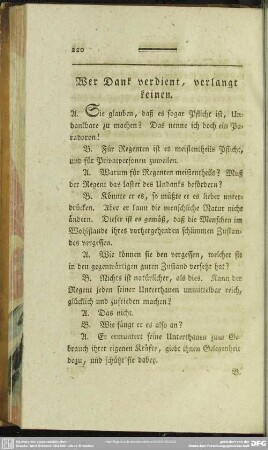 220
Wer Dank verdient, verlangt
keinen.
A. Sie glauben, daß es sogar Pflicht ist, Un-
dankbare zu machen? Das nenne ich doch ein Pa-
radoxon!
B. Für Regenten ist es meistentheils Pflicht,
und für Privatpersonen zuweilen.
A. Warum für Regenten meistentheils? Muß
der Regent das Laster des Undanks befördern?
B. Könnte er es, so müßte er es lieber unter-
drücken. Aber er kann die menschliche Natur nicht
ändern. Dieser ist es gemäß, daß die Menschen im
Wohlstande ihres vorhergehenden schlimmen Zustan-
des vergessen.
A. Wie können sie den vergessen, welcher sie
in den gegenwärtigen guten Zustand versetzt hat?
B. Nichts ist natürlicher, als dies. Kann der
Regent jeden seiner Unterthanen unmittelbar reich,
glücklich und zufrieden machen?
A. Das nicht.
B. Wie fängt er es also an?
A. Er ermuntert seine Unterthanen zum Ge-
brauch ihrer eigenen Kräfte, giebt ihnen Gelegenheit
dazu, und schützt sie dabey.
B.
DFG